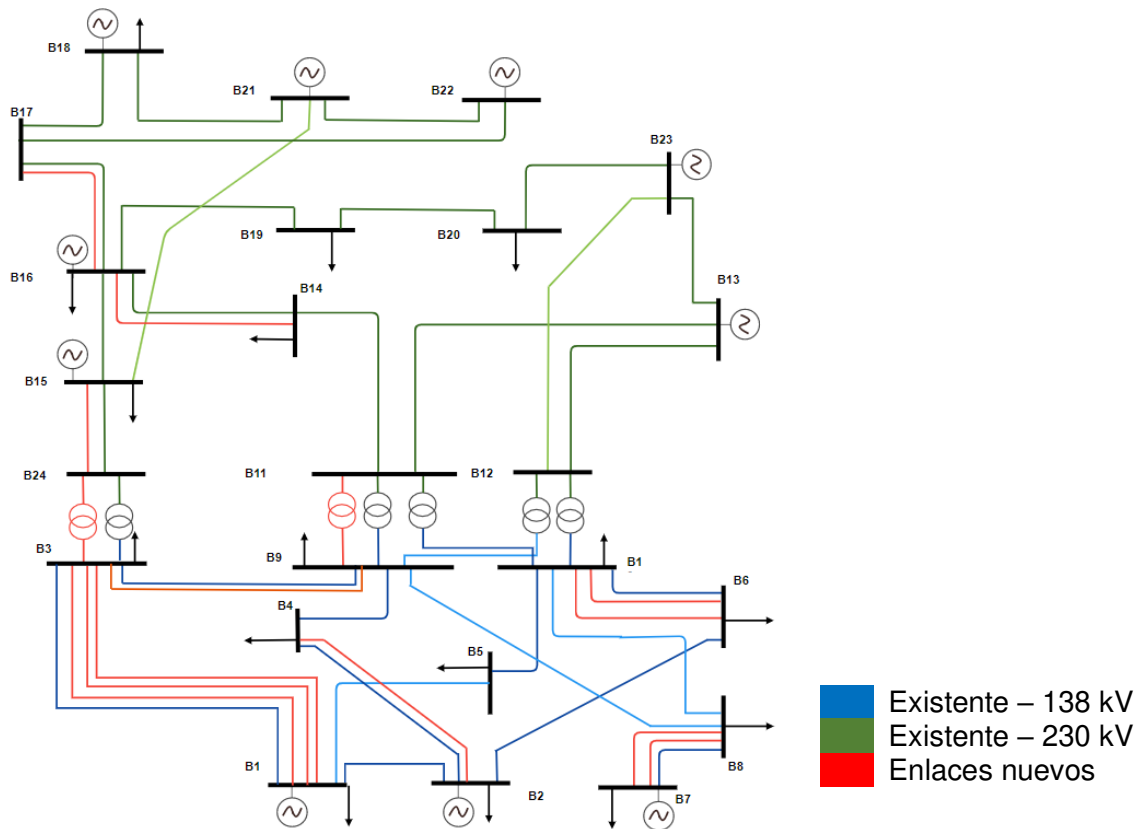 B18
B21
B22
B17
B23
B19
B20
B16
B14
B13
B15
B24
B11
B12
B3
B9
B1
B6
B4
B5
B1
B2
B7
B8
Existente – 138 kV
Existente – 230 kV
Enlaces nuevos